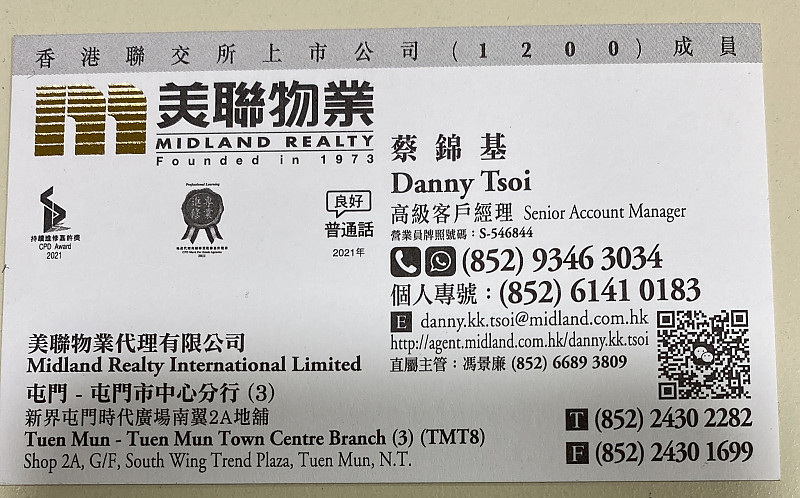 香港聯交所上市公司(1200)成員
美聯物業
MIDLAND REALTY
Founded in 1973
持續進修嘉許獎
CPD Award
2021
Professional Learning
專業進修
良好
普通話
2021年
蔡錦基
Danny Tsoi
高級客戶經理 Senior Account Manager
營業員牌照號碼：S-546844
(852) 9346 3034
個人專號：(852) 6141 0183
E danny.kk.tsoi@midland.com.hk
http://agent.midland.com.hk/danny.kk.tsoi
直屬主管：馮景廉 (852) 6689 3809
美聯物業代理有限公司
Midland Realty International Limited
屯門 - 屯門市中心分行 (3)
新界屯門時代廣場南翼2A地舖
Tuen Mun - Tuen Mun Town Centre Branch (3) (TMT8)
Shop 2A, G/F, South Wing Trend Plaza, Tuen Mun, N.T.
T (852) 2430 2282
F (852) 2430 1699